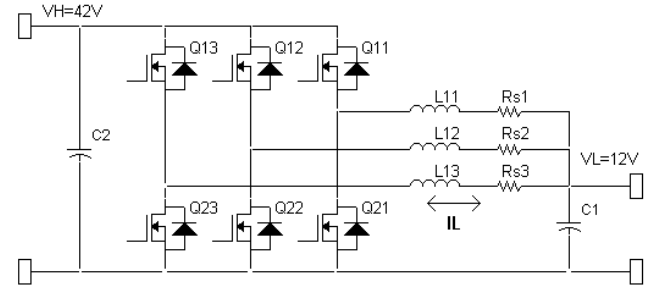 VH=42V
Q13 Q12 Q11
L11 Rs1
C2
L12 Rs2
VL=12V
L13 Rs3
Q23 Q22 Q21
C1
IL